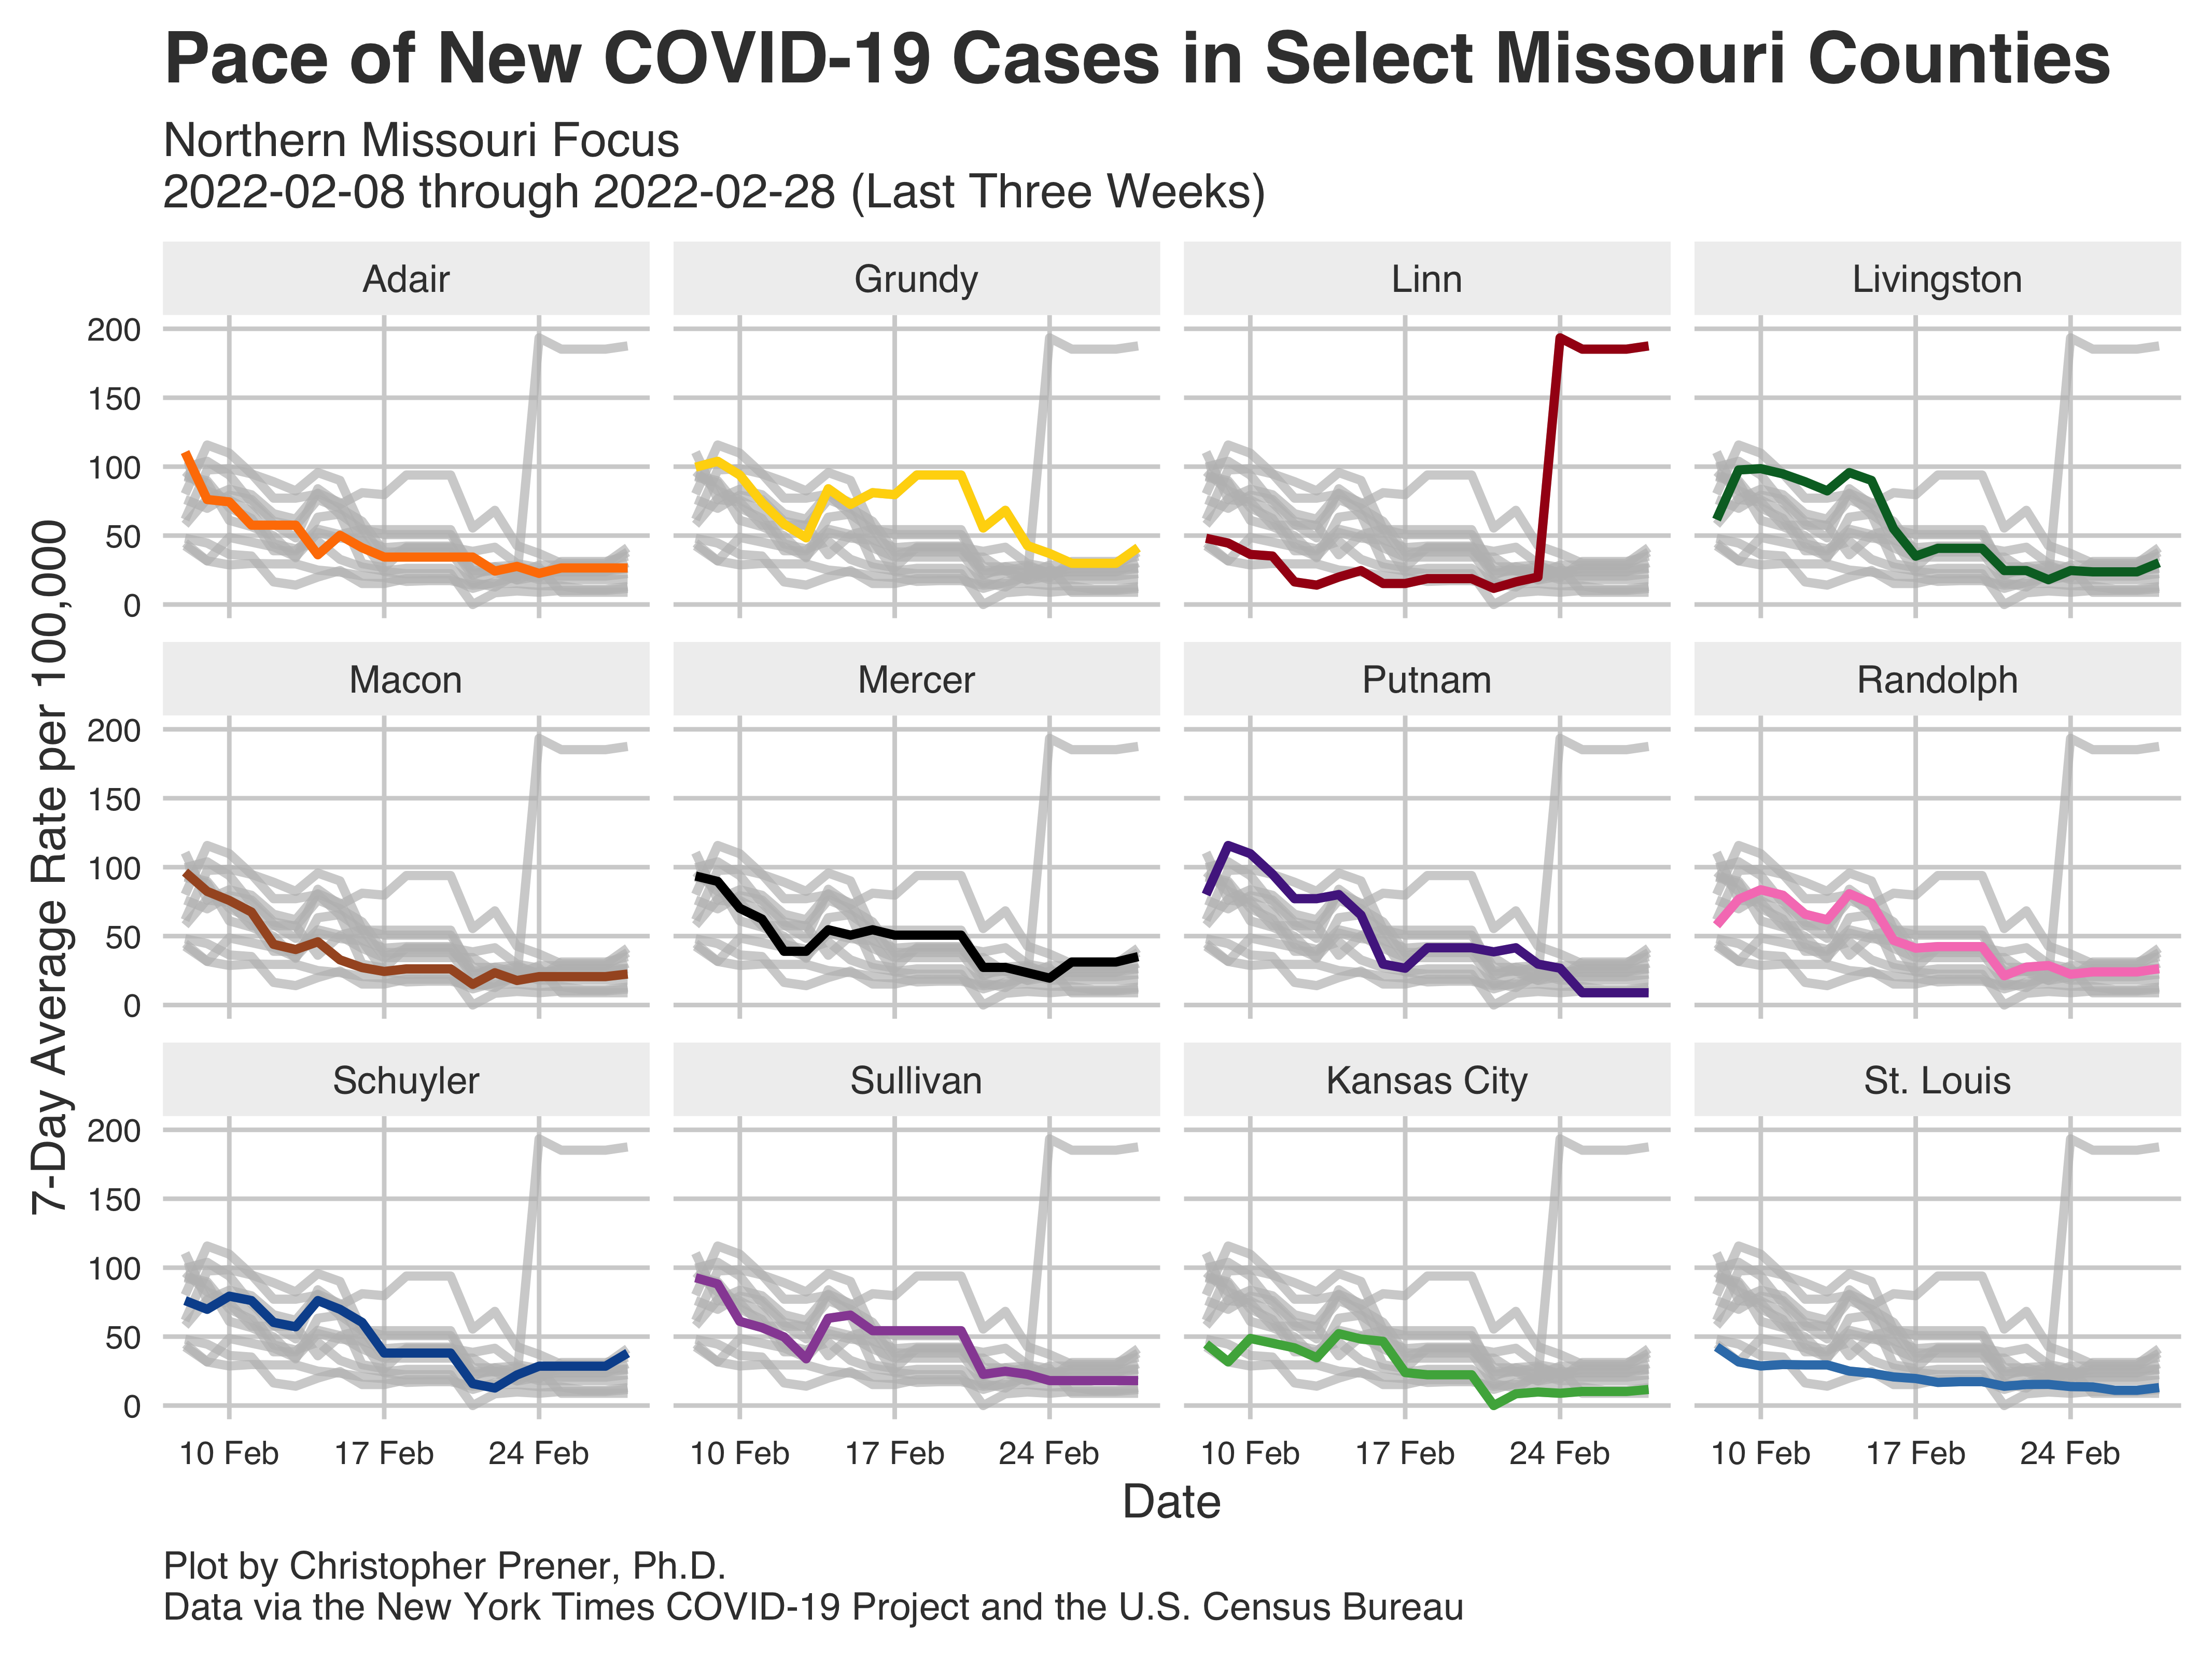 Pace of New COVID-19 Cases in Select Missouri Counties
Northern Missouri Focus
2022-02-08 through 2022-02-28 (Last Three Weeks)
Adair
Grundy
Linn
Livingston
200
150
100
50
0
Macon
Mercer
Putnam
Randolph
200
150
100
50
0
Schuyler
Sullivan
Kansas City
St. Louis
200
150
100
50
0
7-Day Average Rate per 100,000
10 Feb 17 Feb 24 Feb
10 Feb 17 Feb 24 Feb
10 Feb 17 Feb 24 Feb
10 Feb 17 Feb 24 Feb
Date
Plot by Christopher Prener, Ph.D.
Data via the New York Times COVID-19 Project and the U.S. Census Bureau